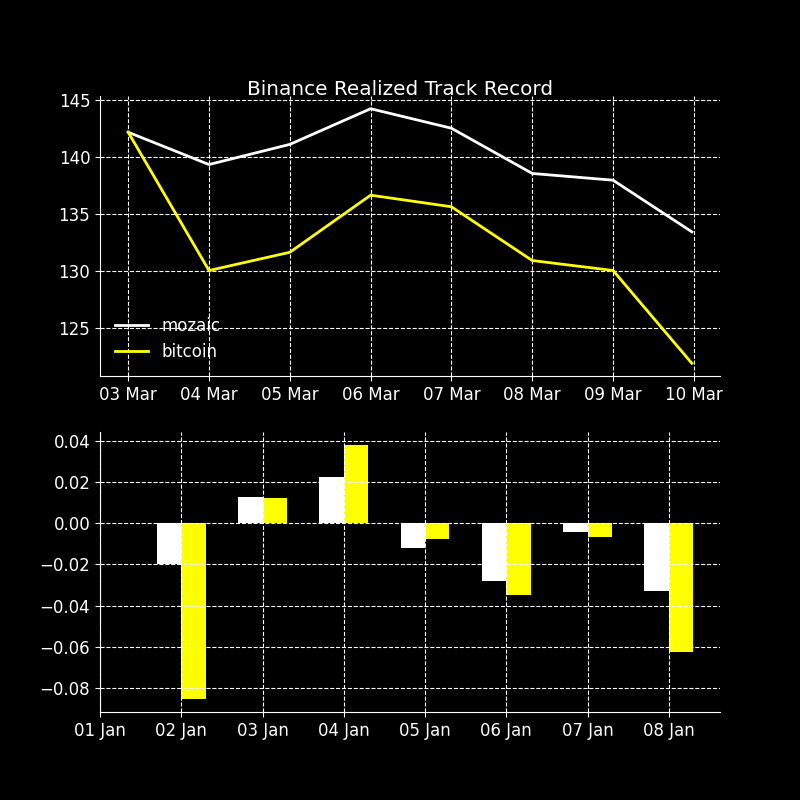 Binance Realized Track Record
145
140
135
130
125
mozaic
bitcoin
03 Mar 04 Mar 05 Mar 06 Mar 07 Mar 08 Mar 09 Mar 10 Mar
0.04
0.02
0.00
−0.02
−0.04
−0.06
−0.08
01 Jan 02 Jan 03 Jan 04 Jan 05 Jan 06 Jan 07 Jan 08 Jan